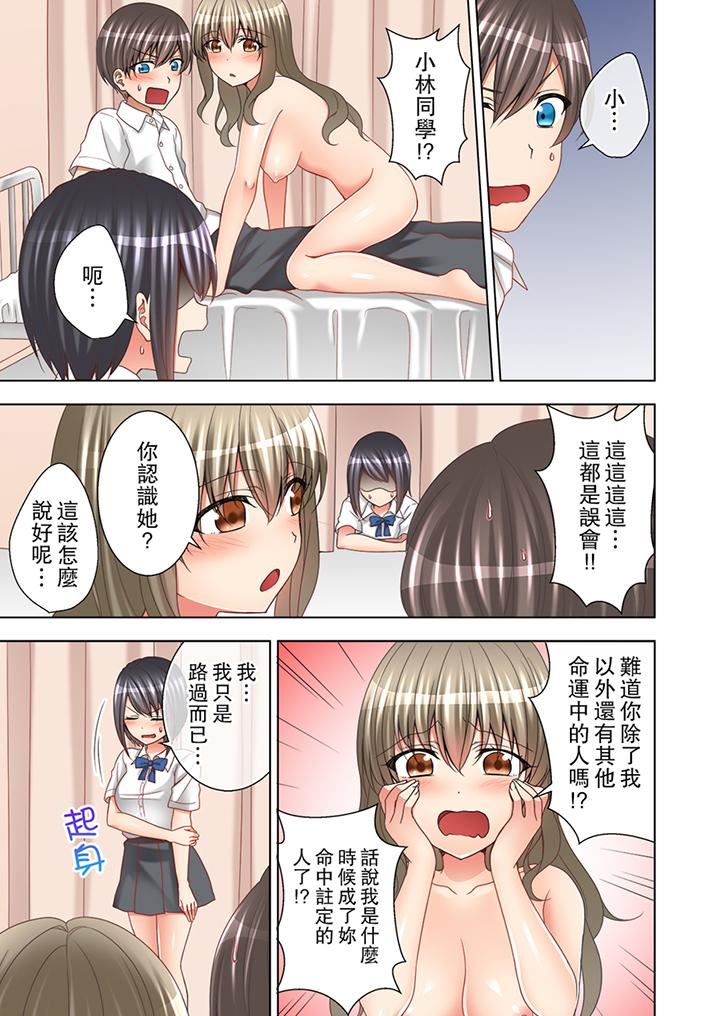 小…
小林同學!?
呃…
這這這這…
這都是誤會!!
你認識她？
這該怎麼
說好呢…
難道你除了我
以外還有其他
命運中的人嗎!?
話說我是什麼
時候成了妳
命中註定的
人了!?
我…
我只是
路過而已…
起身